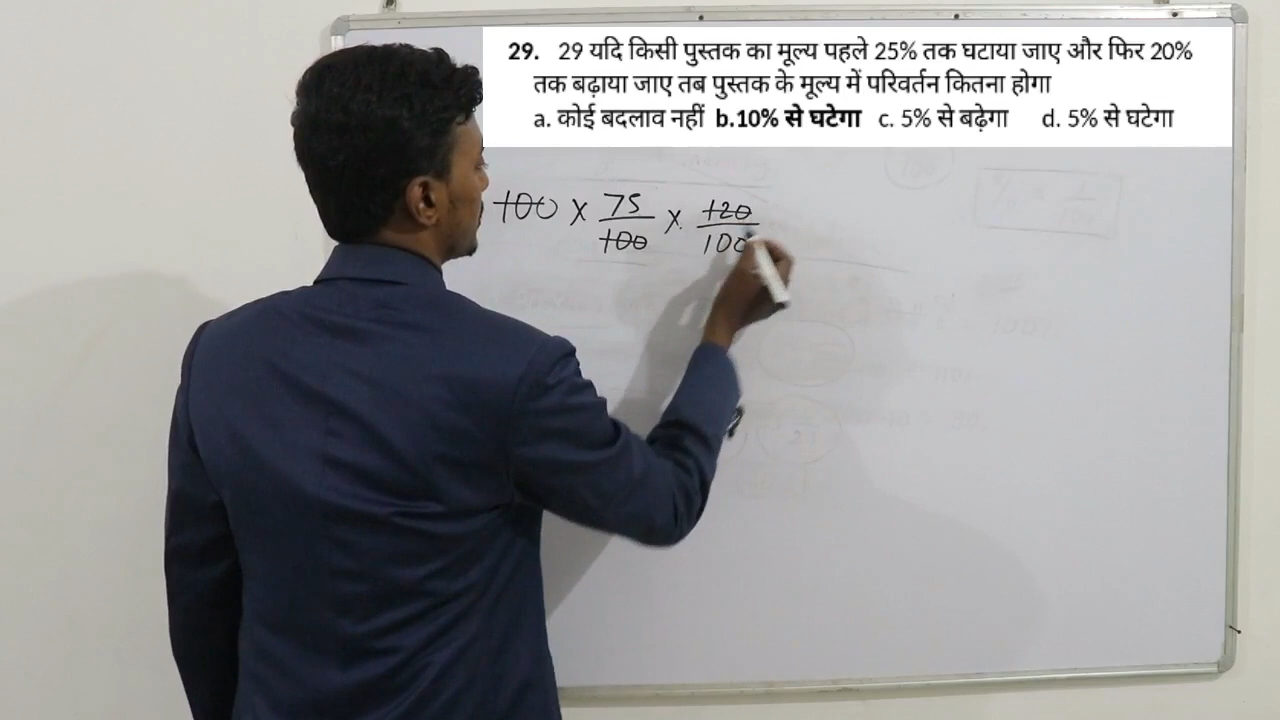 29. 29 यदि किसी पुस्तक का मूल्य पहले 25% तक घटाया जाए और फिर 20%
तक बढ़ाया जाए तब पुस्तक के मूल्य में परिवर्तन कितना होगा
a. कोई बदलाव नहीं b.10% से घटेगा c. 5% से बढ़ेगा d. 5% से घटेगा
100 × 75/100 × 120/100